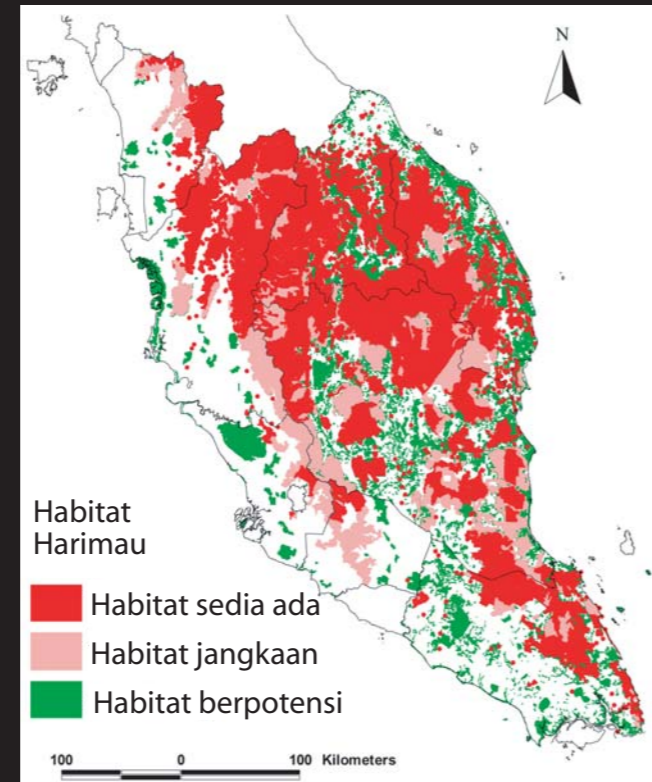 N
Habitat
Harimau
Habitat sedia ada
Habitat jangkaan
Habitat berpotensi
100 0 100 Kilometers